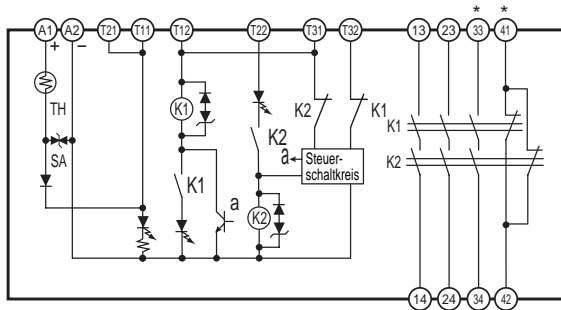 * *
A1 A2 T21 T11 T12 T22 T31 T32 13 23 33 41
+ −
TH
SA
K1
K2
K1
K2
K1
a
K2
a Steuer-
schaltkreis
K1
K2
14 24 34 42